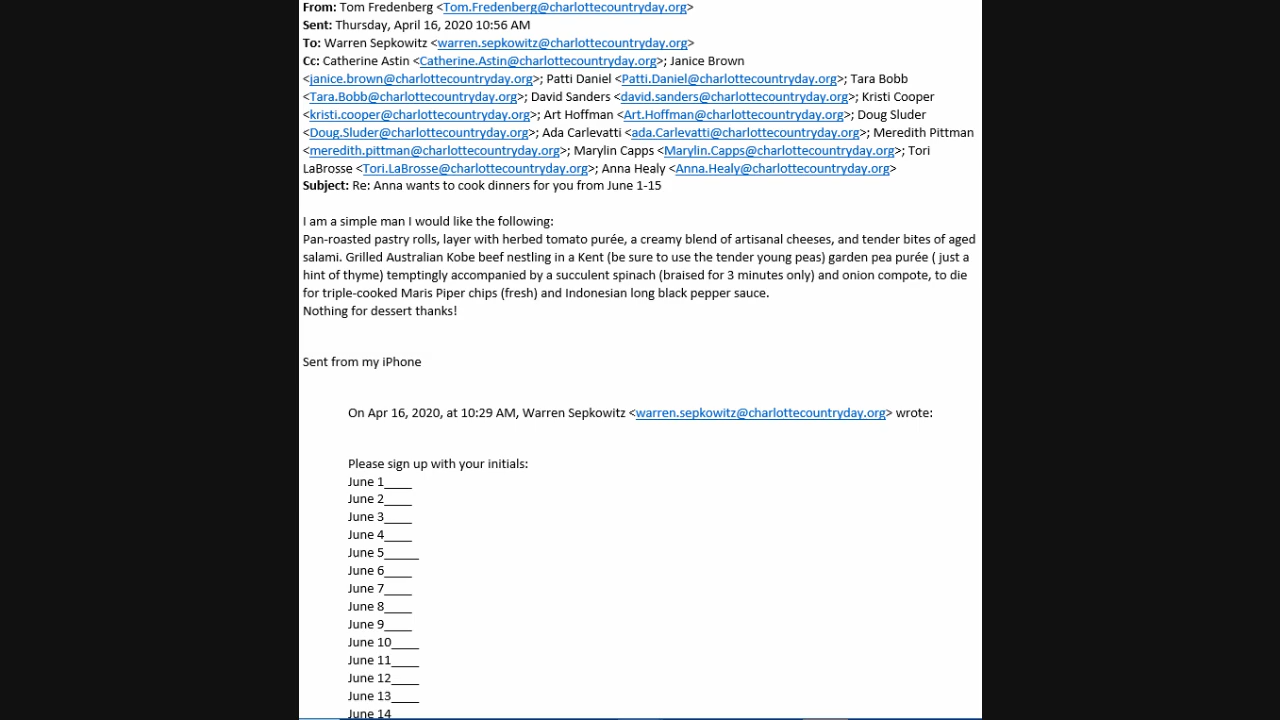 From: Tom Fredenberg <Tom.Fredenberg@charlottecountryday.org>
Sent: Thursday, April 16, 2020 10:56 AM
To: Warren Sepkowitz <warren.sepkowitz@charlottecountryday.org>
Cc: Catherine Astin <Catherine.Astin@charlottecountryday.org>; Janice Brown
<janice.brown@charlottecountryday.org>; Patti Daniel <Patti.Daniel@charlottecountryday.org>; Tara Bobb
<Tara.Bobb@charlottecountryday.org>; David Sanders <david.sanders@charlottecountryday.org>; Kristi Cooper
<kristi.cooper@charlottecountryday.org>; Art Hoffman <Art.Hoffman@charlottecountryday.org>; Doug Sluder
<Doug.Sluder@charlottecountryday.org>; Ada Carlevatti <ada.Carlevatti@charlottecountryday.org>; Meredith Pittman
<meredith.pittman@charlottecountryday.org>; Marylin Capps <Marylin.Capps@charlottecountryday.org>; Tori
LaBrosse <Tori.LaBrosse@charlottecountryday.org>; Anna Healy <Anna.Healy@charlottecountryday.org>
Subject: Re: Anna wants to cook dinners for you from June 1-15
I am a simple man I would like the following:
Pan-roasted pastry rolls, layer with herbed tomato purée, a creamy blend of artisanal cheeses, and tender bites of aged
salami. Grilled Australian Kobe beef nestling in a Kent (be sure to use the tender young peas) garden pea purée ( just a
hint of thyme) temptingly accompanied by a succulent spinach (braised for 3 minutes only) and onion compote, to die
for triple-cooked Maris Piper chips (fresh) and Indonesian long black pepper sauce.
Nothing for dessert thanks!
Sent from my iPhone
On Apr 16, 2020, at 10:29 AM, Warren Sepkowitz <warren.sepkowitz@charlottecountryday.org> wrote:
Please sign up with your initials:
June 1____
June 2____
June 3____
June 4____
June 5_____
June 6____
June 7____
June 8____
June 9____
June 10____
June 11____
June 12____
June 13____
June 14